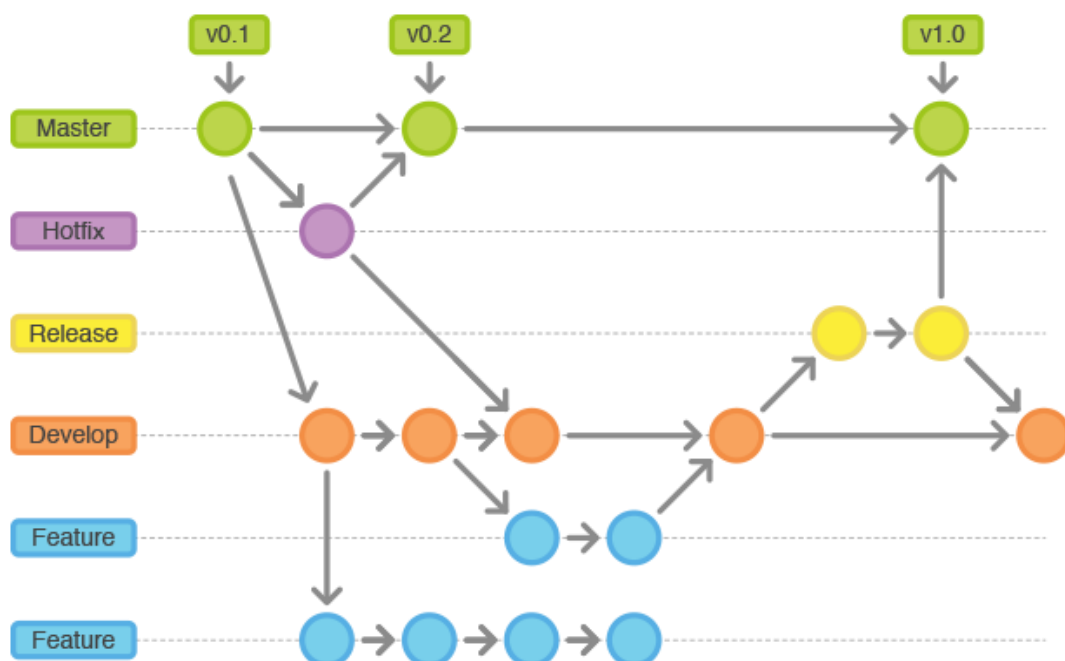 v0.1
v0.2
v1.0
Master
Hotfix
Release
Develop
Feature
Feature